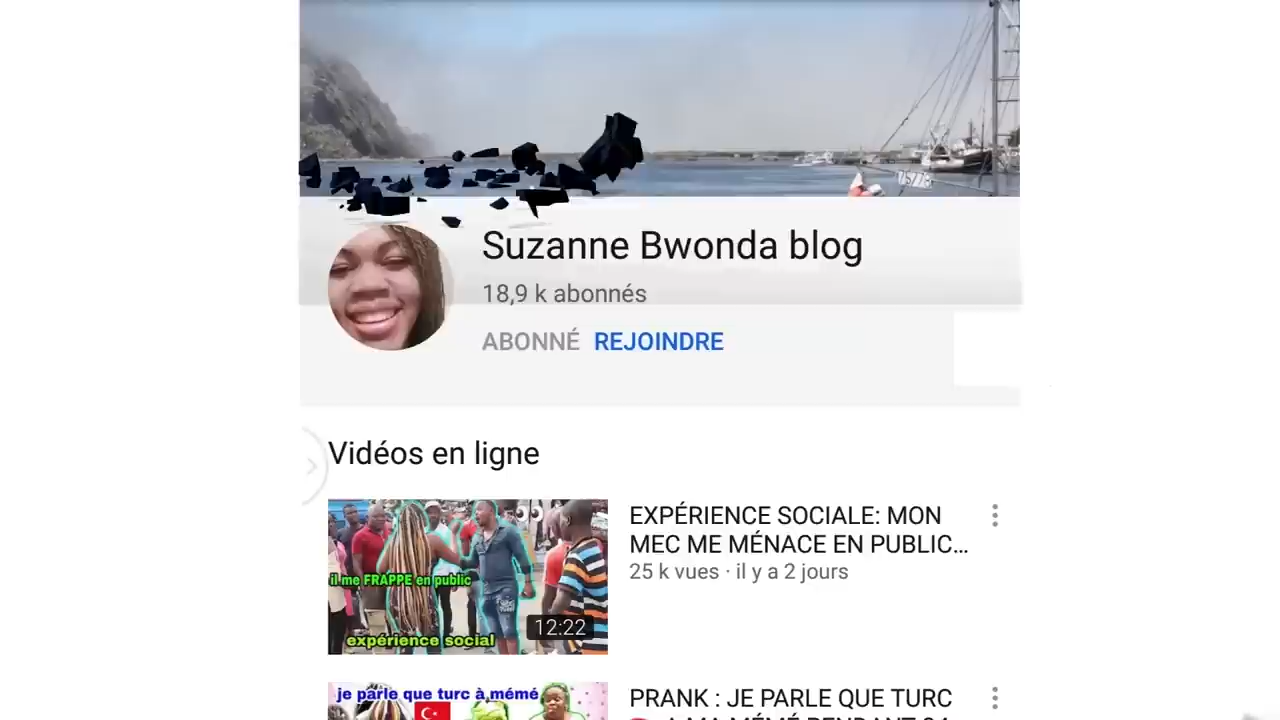 Suzanne Bwonda blog
18,9 k abonnés
ABONNÉ REJOINDRE
Vidéos en ligne
EXPÉRIENCE SOCIALE: MON
MEC ME MÉNACE EN PUBLIC...
25 k vues · il y a 2 jours
il me FRAPPE en public
expérience social
12:22
je parle que turc à mémé
PRANK : JE PARLE QUE TURC